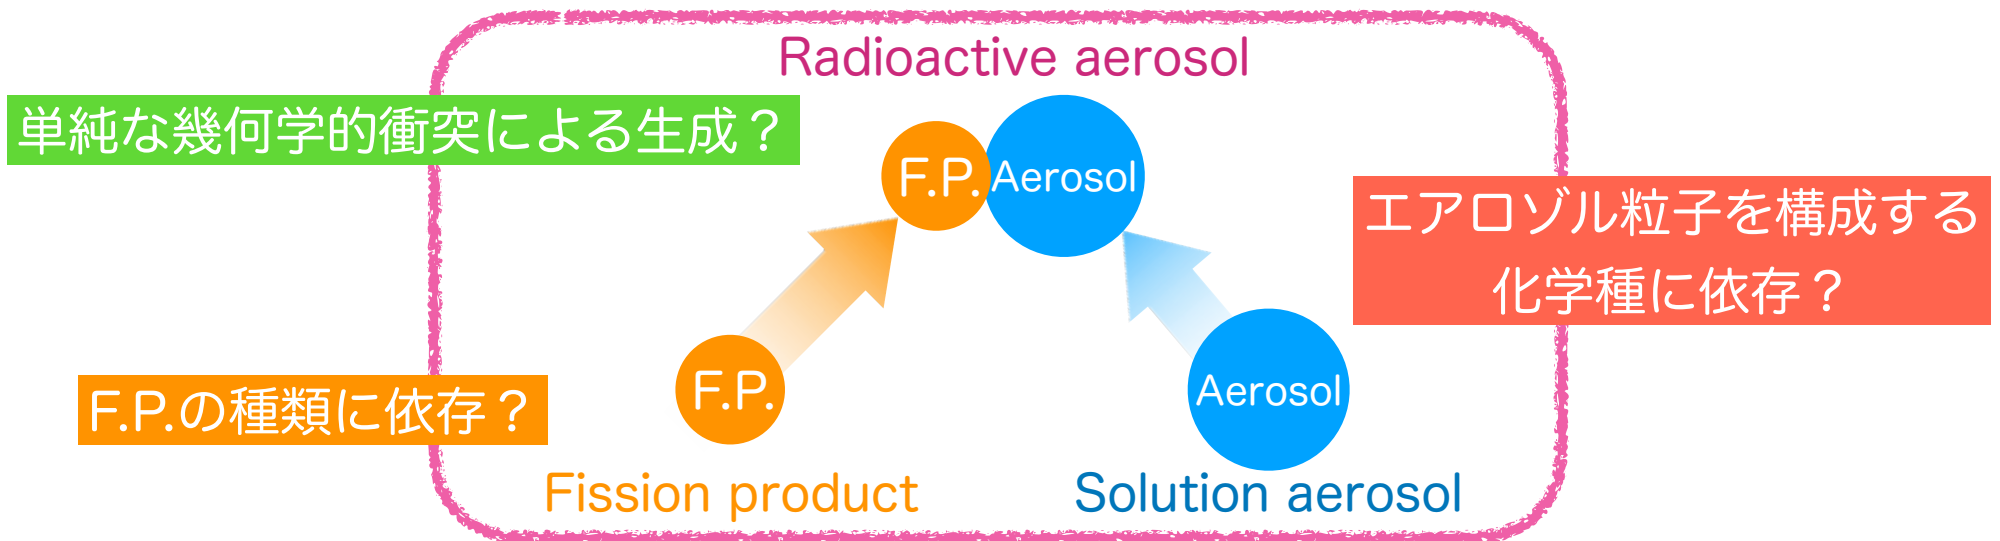 Radioactive aerosol
単純な幾何学的衝突による生成？
F.P.
Aerosol
エアロゾル粒子を構成する
化学種に依存？
F.P.の種類に依存？
F.P.
Aerosol
Fission product
Solution aerosol